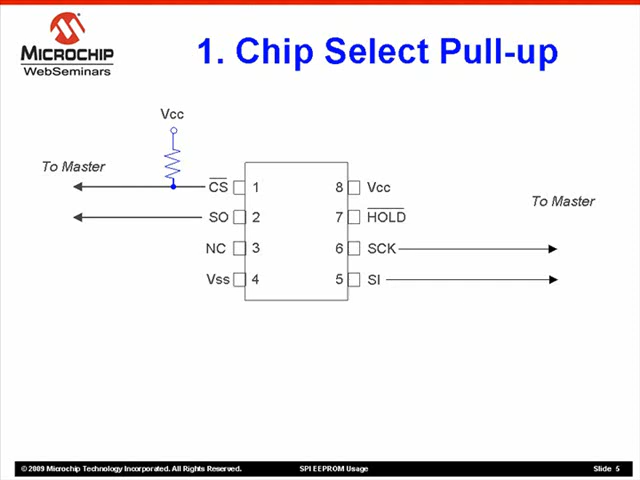 MICROCHIP
WebSeminars
1. Chip Select Pull-up
Vcc
To Master
CS 1
SO 2
NC 3
Vss 4
8 Vcc
7 HOLD
6 SCK
5 SI
To Master
© 2009 Microchip Technology Incorporated. All Rights Reserved.
SPI EEPROM Usage
Slide 5